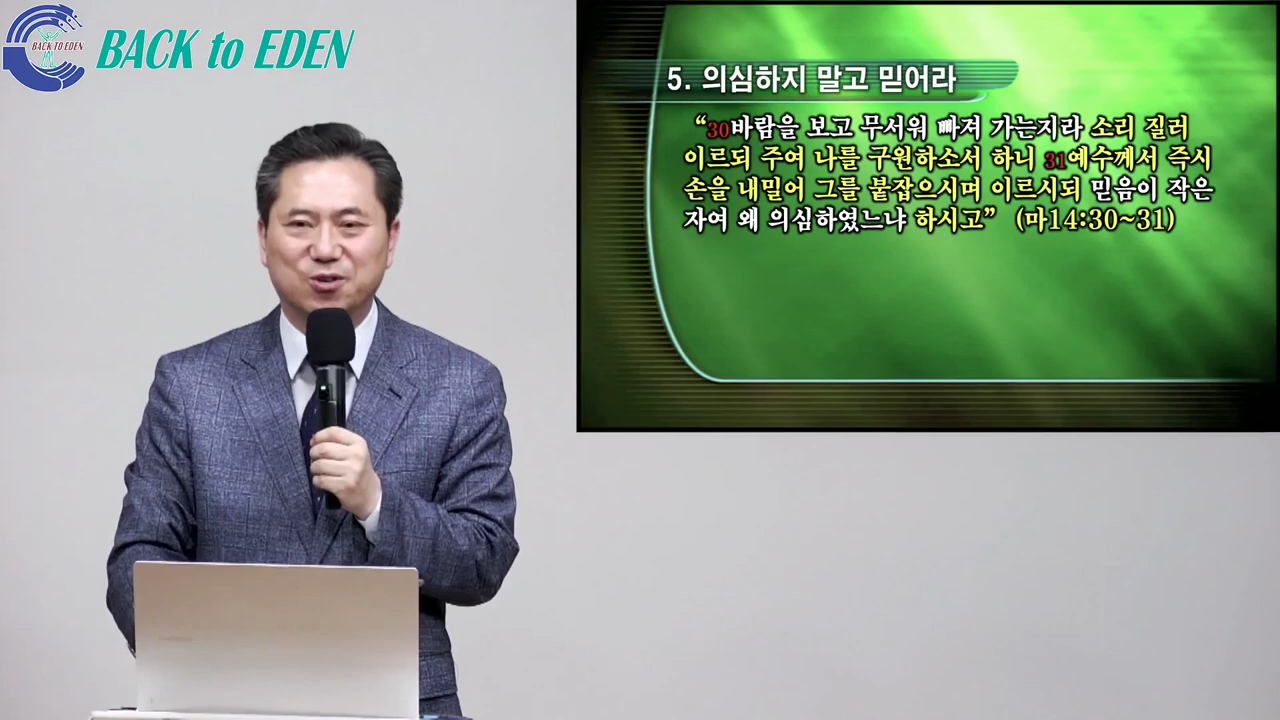 BACK TO EDEN
BACK to EDEN
5. 의심하지 말고 믿어라
“30바람을 보고 무서워 빠져 가는지라 소리 질러
이르되 주여 나를 구원하소서 하니 31예수께서 즉시
손을 내밀어 그를 붙잡으시며 이르시되 믿음이 작은
자여 왜 의심하였느냐 하시고” (마14:30~31)